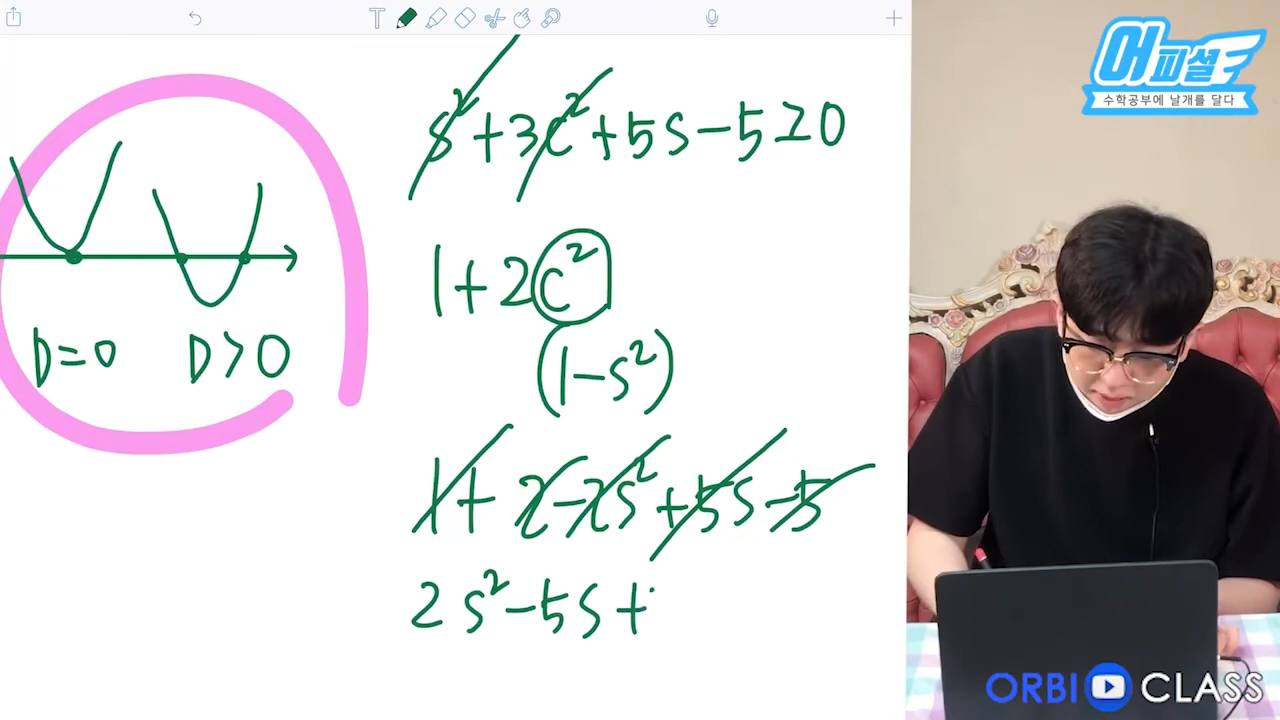 어피셜
수학공부에 날개를 달다
s²+3c²+5s-5≥0
1+2c²
(1-s²)
1+2-2s²+5s-5
2s²-5s+
D=0
D>0
ORBI CLASS